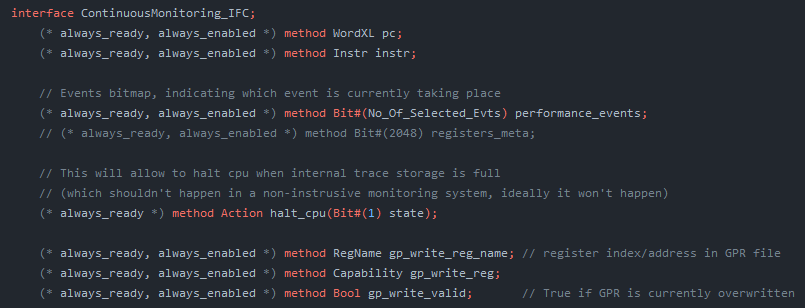 interface ContinuousMonitoring_IFC;
    (* always_ready, always_enabled *) method WordXL pc;
    (* always_ready, always_enabled *) method Instr instr;

    // Events bitmap, indicating which event is currently taking place
    (* always_ready, always_enabled *) method Bit#(No_Of_Selected_Evts) performance_events;
    // (* always_ready, always_enabled *) method Bit#(2048) registers_meta;

    // This will allow to halt cpu when internal trace storage is full
    // (which shouldn't happen in a non-instrusive monitoring system, ideally it won't happen)
    (* always_ready *) method Action halt_cpu(Bit#(1) state);

    (* always_ready, always_enabled *) method RegName gp_write_reg_name; // register index/address in GPR file
    (* always_ready, always_enabled *) method Capability gp_write_reg;
    (* always_ready, always_enabled *) method Bool gp_write_valid;       // True if GPR is currently overwritten